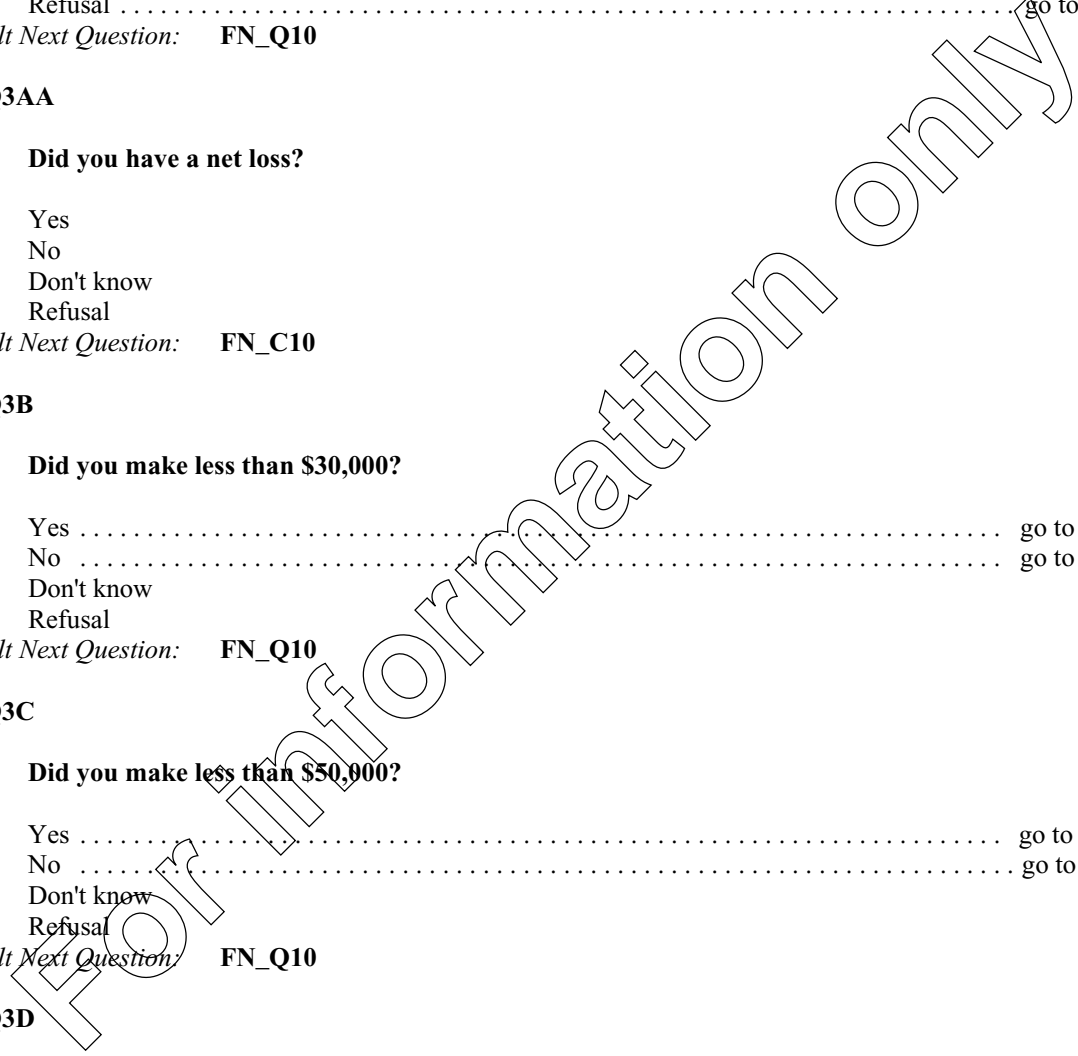 Refusal . . . . . . . . . . . . . . . . . . . . . . . . . . . . . . . . . . . . . . . . . . . . . . . . . . . . . . . . . . . . . . . . . . go to
lt Next Question: FN_Q10
3AA
Did you have a net loss?
Yes
No
Don't know
Refusal
lt Next Question: FN_C10
3B
Did you make less than $30,000?
Yes . . . . . . . . . . . . . . . . . . . . . . . . . . . . . . . . . . . . . . . . . . . . . . . . . . . . . . . . . . . . . . . . . . . . go to
No . . . . . . . . . . . . . . . . . . . . . . . . . . . . . . . . . . . . . . . . . . . . . . . . . . . . . . . . . . . . . . . . . . . . go to
Don't know
Refusal
lt Next Question: FN_Q10
3C
Did you make less than $50,000?
Yes . . . . . . . . . . . . . . . . . . . . . . . . . . . . . . . . . . . . . . . . . . . . . . . . . . . . . . . . . . . . . . . . . . . . go to
No . . . . . . . . . . . . . . . . . . . . . . . . . . . . . . . . . . . . . . . . . . . . . . . . . . . . . . . . . . . . . . . . . . . . . go to
Don't know
Refusal
lt Next Question: FN_Q10
3D
For information only